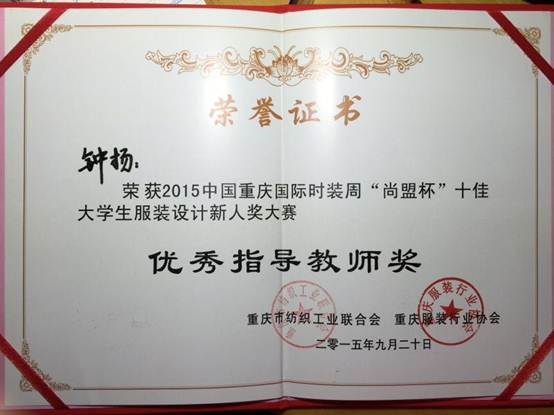 荣誉证书
钟扬：
荣获2015中国重庆国际时装周“尚盟杯”十佳
大学生服装设计新人奖大赛
优秀指导教师奖
重庆市纺织工业联合会 重庆服装行业协会
二零一五年九月二十日